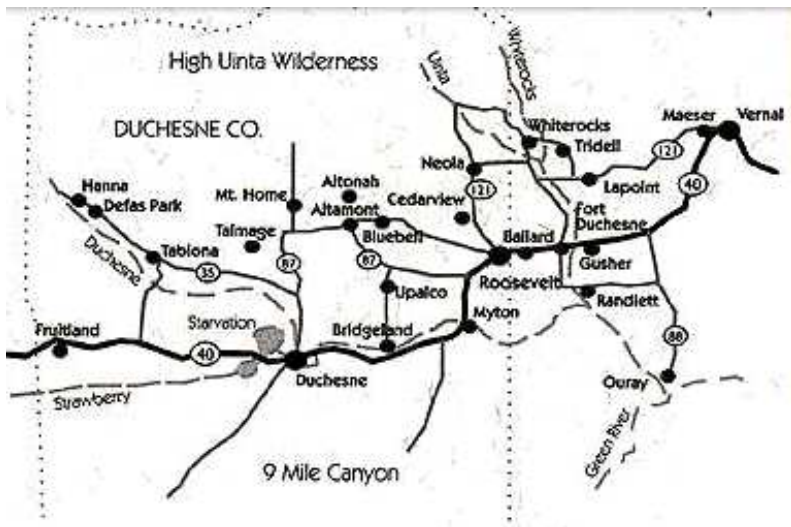 High Uinta Wilderness
Uinta
Whiterocks
DUCHESNE CO.
Whiterocks
Maeser
Vernal
Tridell
121
Neola
Hanna
Defas Park
Mt. Home
Altonah
Cedarview
121
Lapoint
40
Altamont
Bluebell
Fort
Duchesne
Duchesne
Tabiona
Talmage
Ballard
Gusher
35
87
87
Roosevelt
Upalco
Randlett
Starvation
Myton
Fruitland
Bridgeland
88
40
Duchesne
Ouray
Strawberry
Green River
9 Mile Canyon